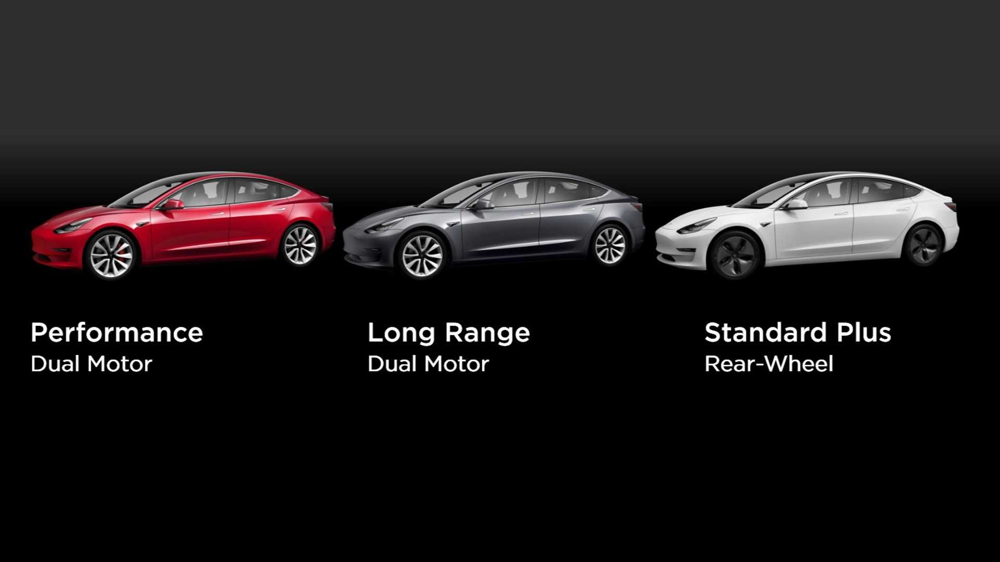 Performance
Dual Motor
Long Range
Dual Motor
Standard Plus
Rear-Wheel